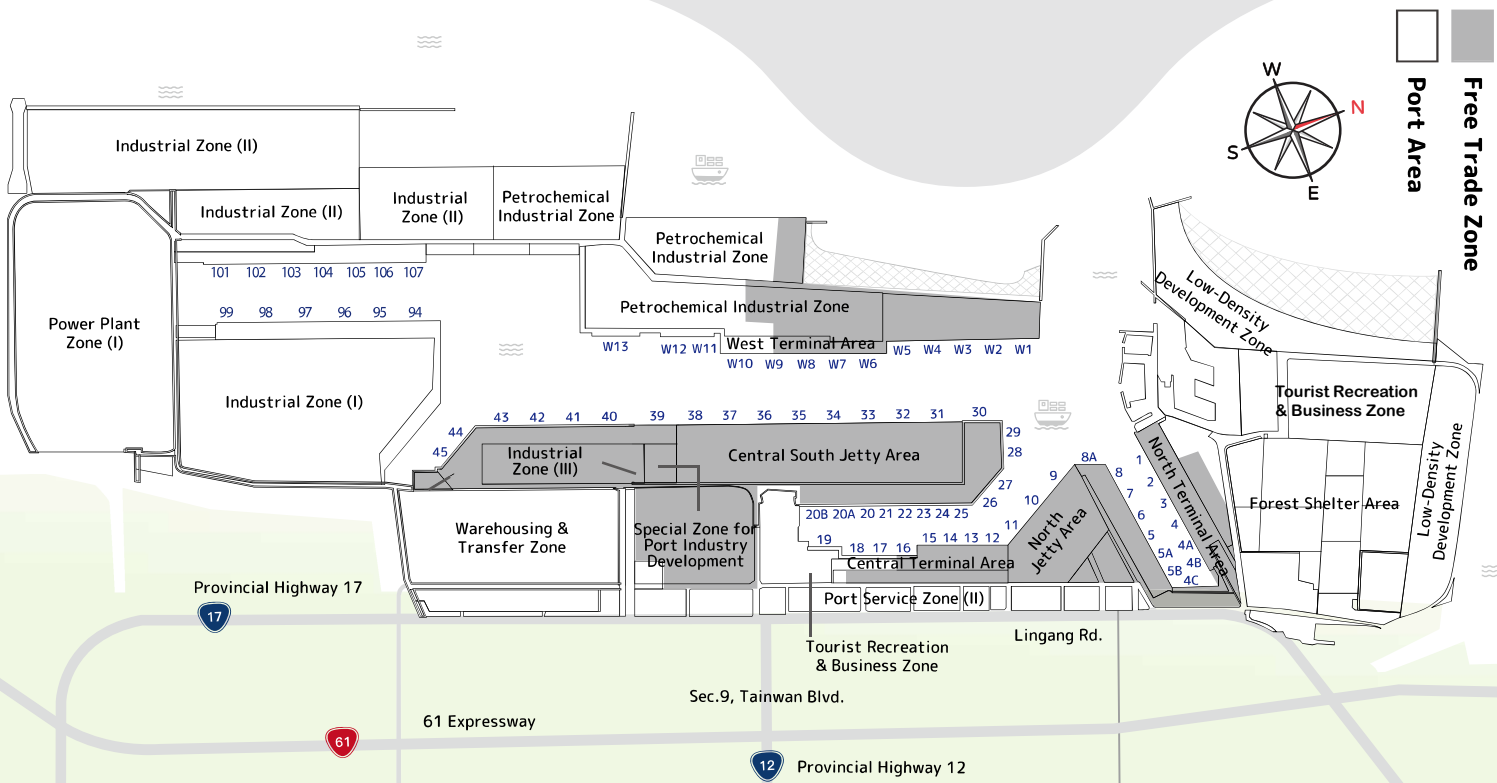 W
N
S
E
Port Area
Free Trade Zone
Industrial Zone (II)
Industrial Zone (II)
Industrial
Zone (II)
Petrochemical
Industrial Zone
Petrochemical
Industrial Zone
Petrochemical Industrial Zone
West Terminal Area
101 102 103 104 105 106 107
99 98 97 96 95 94
W13 W12 W11 W10 W9 W8 W7 W6 W5 W4 W3 W2 W1
Power Plant
Zone (I)
Industrial Zone (I)
Low-Density
Development Zone
Tourist Recreation
& Business Zone
Low-Density
Development Zone
Forest Shelter Area
45 44 43 42 41 40 39 38 37 36 35 34 33 32 31 30
29
28
27
26
Industrial
Zone (III)
Central South Jetty Area
20B 20A 20 21 22 23 24 25
19
18 17 16 15 14 13 12
11
10
9
8A
8
7
6
5
5A
5B
1
2
3
4
4A
4B
4C
North Terminal Area
North
Jetty Area
Warehousing &
Transfer Zone
Special Zone for
Port Industry
Development
Central Terminal Area
Port Service Zone (II)
Provincial Highway 17
17
Lingang Rd.
Tourist Recreation
& Business Zone
Sec.9, Tainwan Blvd.
61 Expressway
61
12
Provincial Highway 12